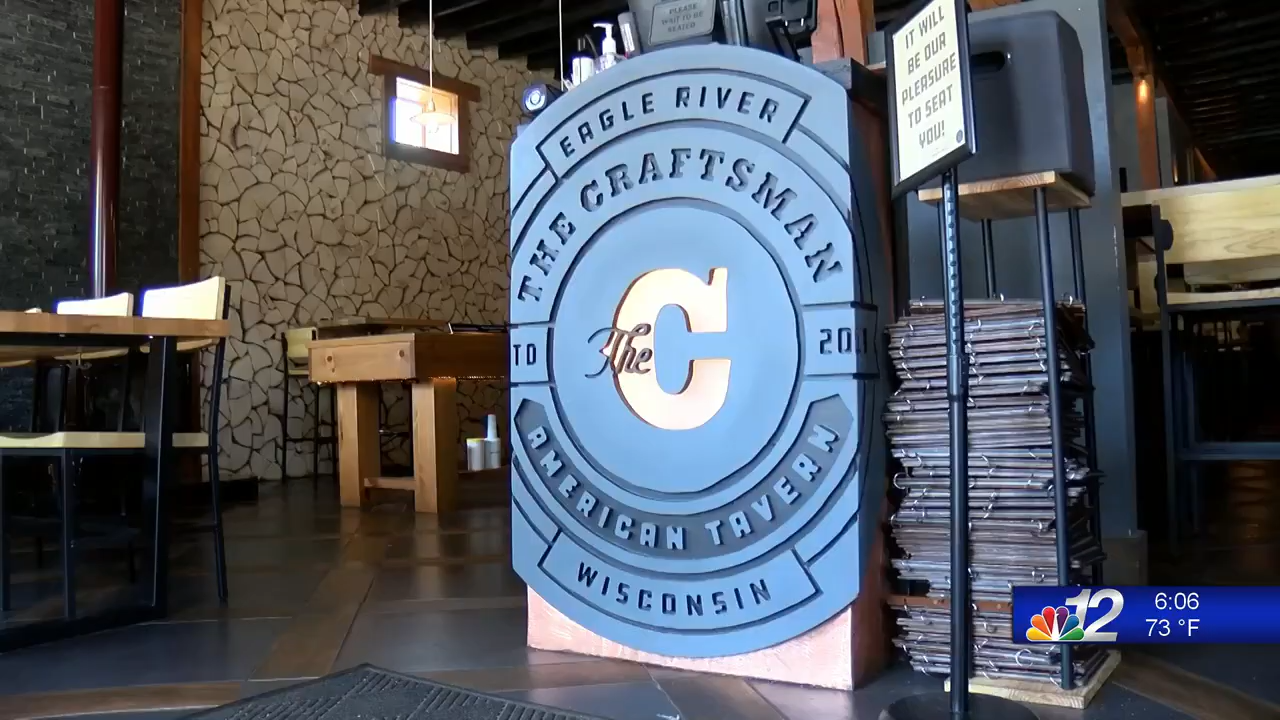 PLEASE
WAIT TO BE
SEATED
IT WILL
BE OUR
PLEASURE
TO SEAT
YOU!
EAGLE RIVER
THE CRAFTSMAN
The C
TD
AMERICAN TAVERN
WISCONSIN
12
6:06
73 °F